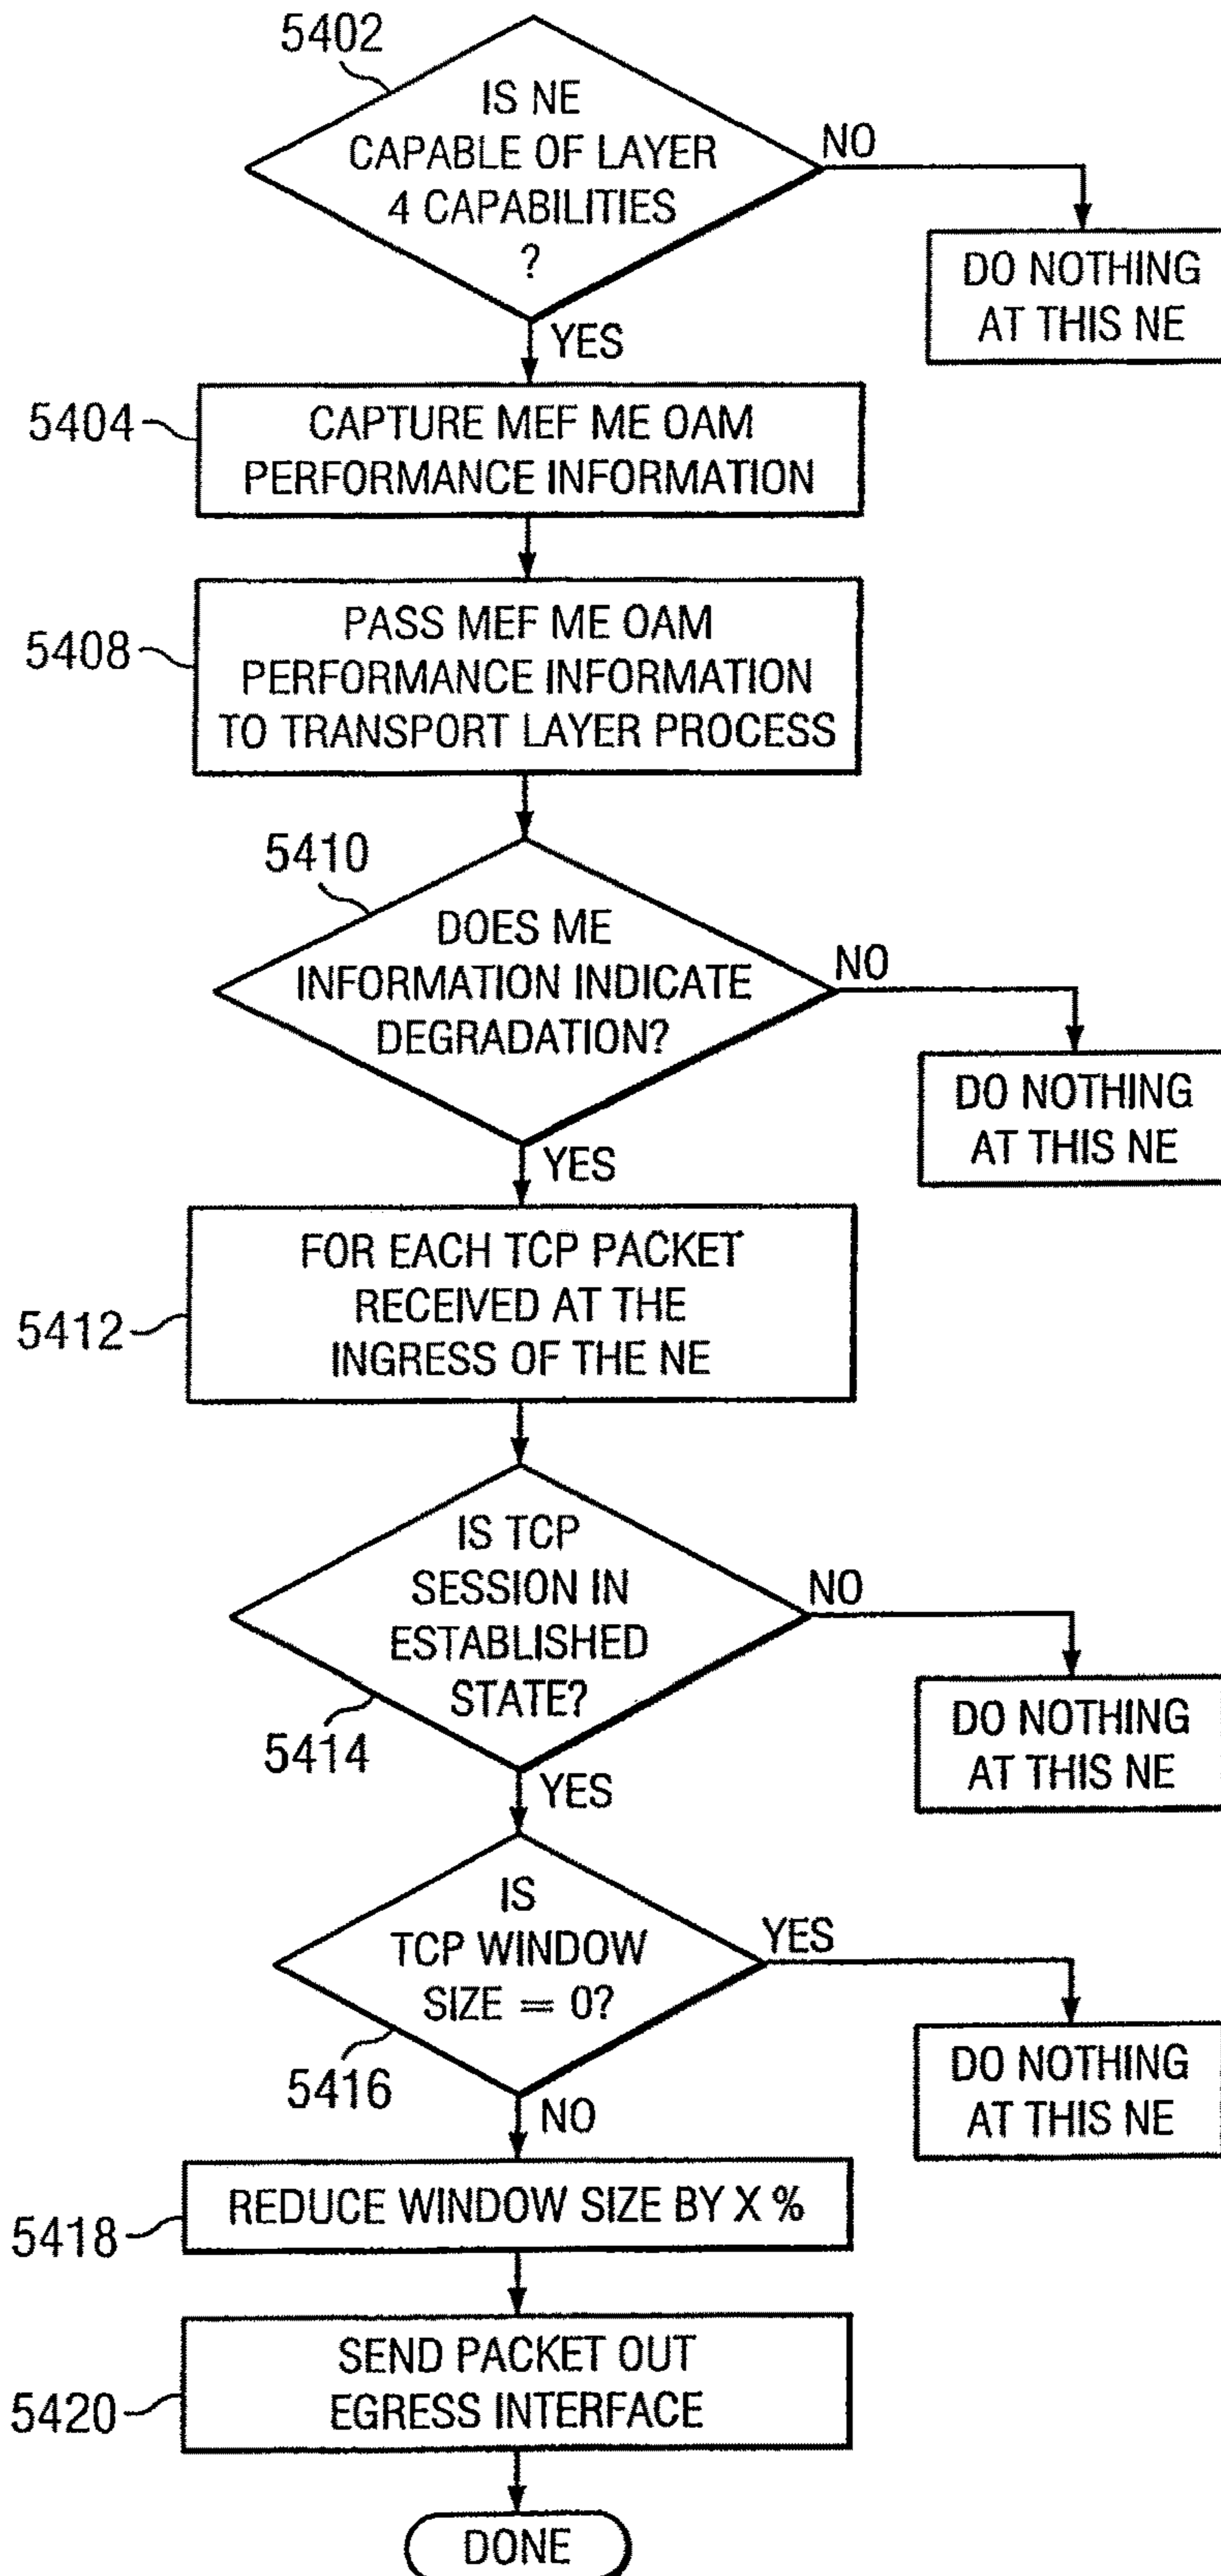 5402
IS NE
CAPABLE OF LAYER
4 CAPABILITIES
?
NO
DO NOTHING
AT THIS NE
YES
5404
CAPTURE MEF ME OAM
PERFORMANCE INFORMATION
5408
PASS MEF ME OAM
PERFORMANCE INFORMATION
TO TRANSPORT LAYER PROCESS
5410
DOES ME
INFORMATION INDICATE
DEGRADATION?
NO
DO NOTHING
AT THIS NE
YES
5412
FOR EACH TCP PACKET
RECEIVED AT THE
INGRESS OF THE NE
IS TCP
SESSION IN
ESTABLISHED
STATE?
5414
NO
DO NOTHING
AT THIS NE
YES
IS
TCP WINDOW
SIZE = 0?
5416
YES
DO NOTHING
AT THIS NE
NO
5418
REDUCE WINDOW SIZE BY X %
5420
SEND PACKET OUT
EGRESS INTERFACE
DONE